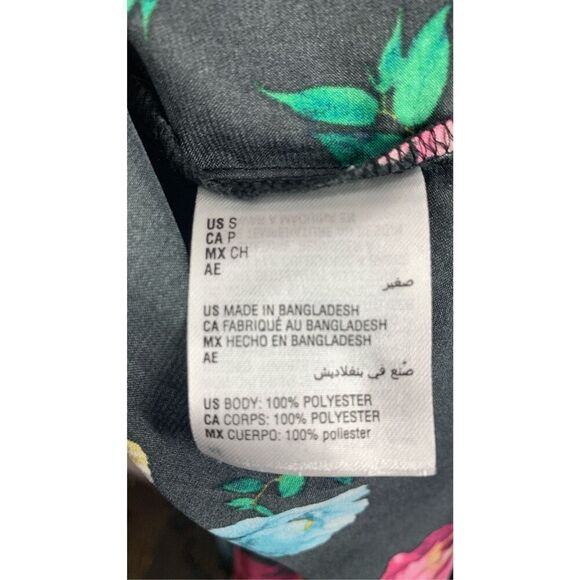 US S
CA P
MX CH
AE
صغير
US MADE IN BANGLADESH
CA FABRIQUÉ AU BANGLADESH
MX HECHO EN BANGLADESH
AE
صُنع في بنغلاديش
US BODY: 100% POLYESTER
CA CORPS: 100% POLYESTER
MX CUERPO: 100% poliester